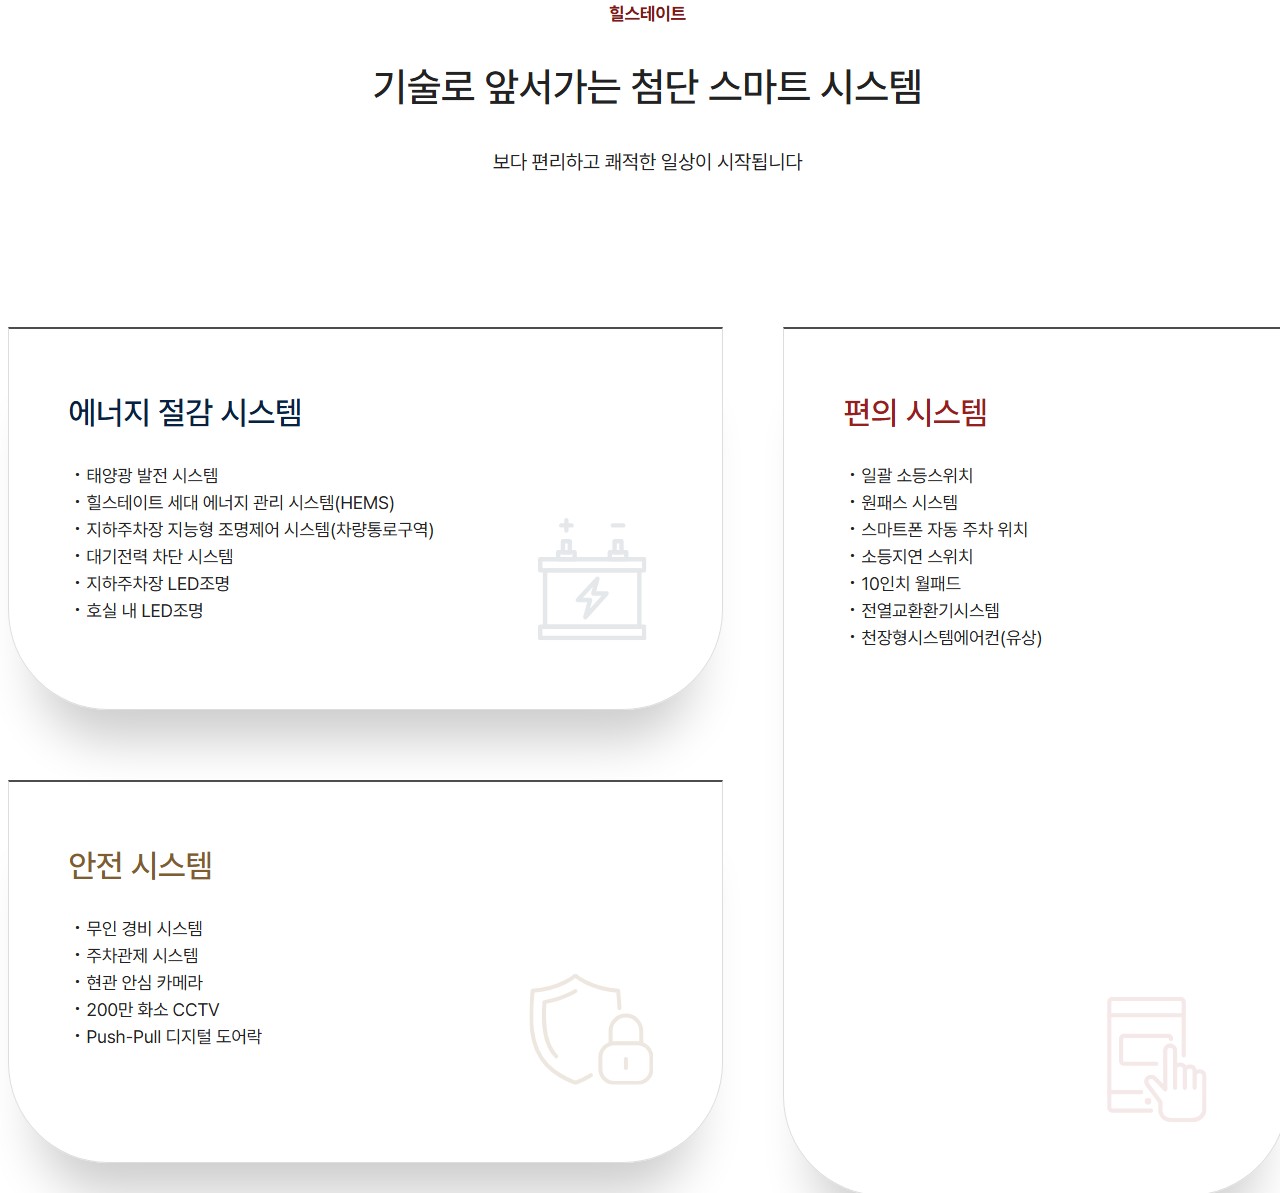 힐스테이트
기술로 앞서가는 첨단 스마트 시스템
보다 편리하고 쾌적한 일상이 시작됩니다
에너지 절감 시스템
· 태양광 발전 시스템
· 힐스테이트 세대 에너지 관리 시스템(HEMS)
· 지하주차장 지능형 조명제어 시스템(차량통로구역)
· 대기전력 차단 시스템
· 지하주차장 LED조명
· 호실 내 LED조명
안전 시스템
· 무인 경비 시스템
· 주차관제 시스템
· 현관 안심 카메라
· 200만 화소 CCTV
· Push-Pull 디지털 도어락
편의 시스템
· 일괄 소등스위치
· 원패스 시스템
· 스마트폰 자동 주차 위치
· 소등지연 스위치
· 10인치 월패드
· 전열교환환기시스템
· 천장형시스템에어컨(유상)